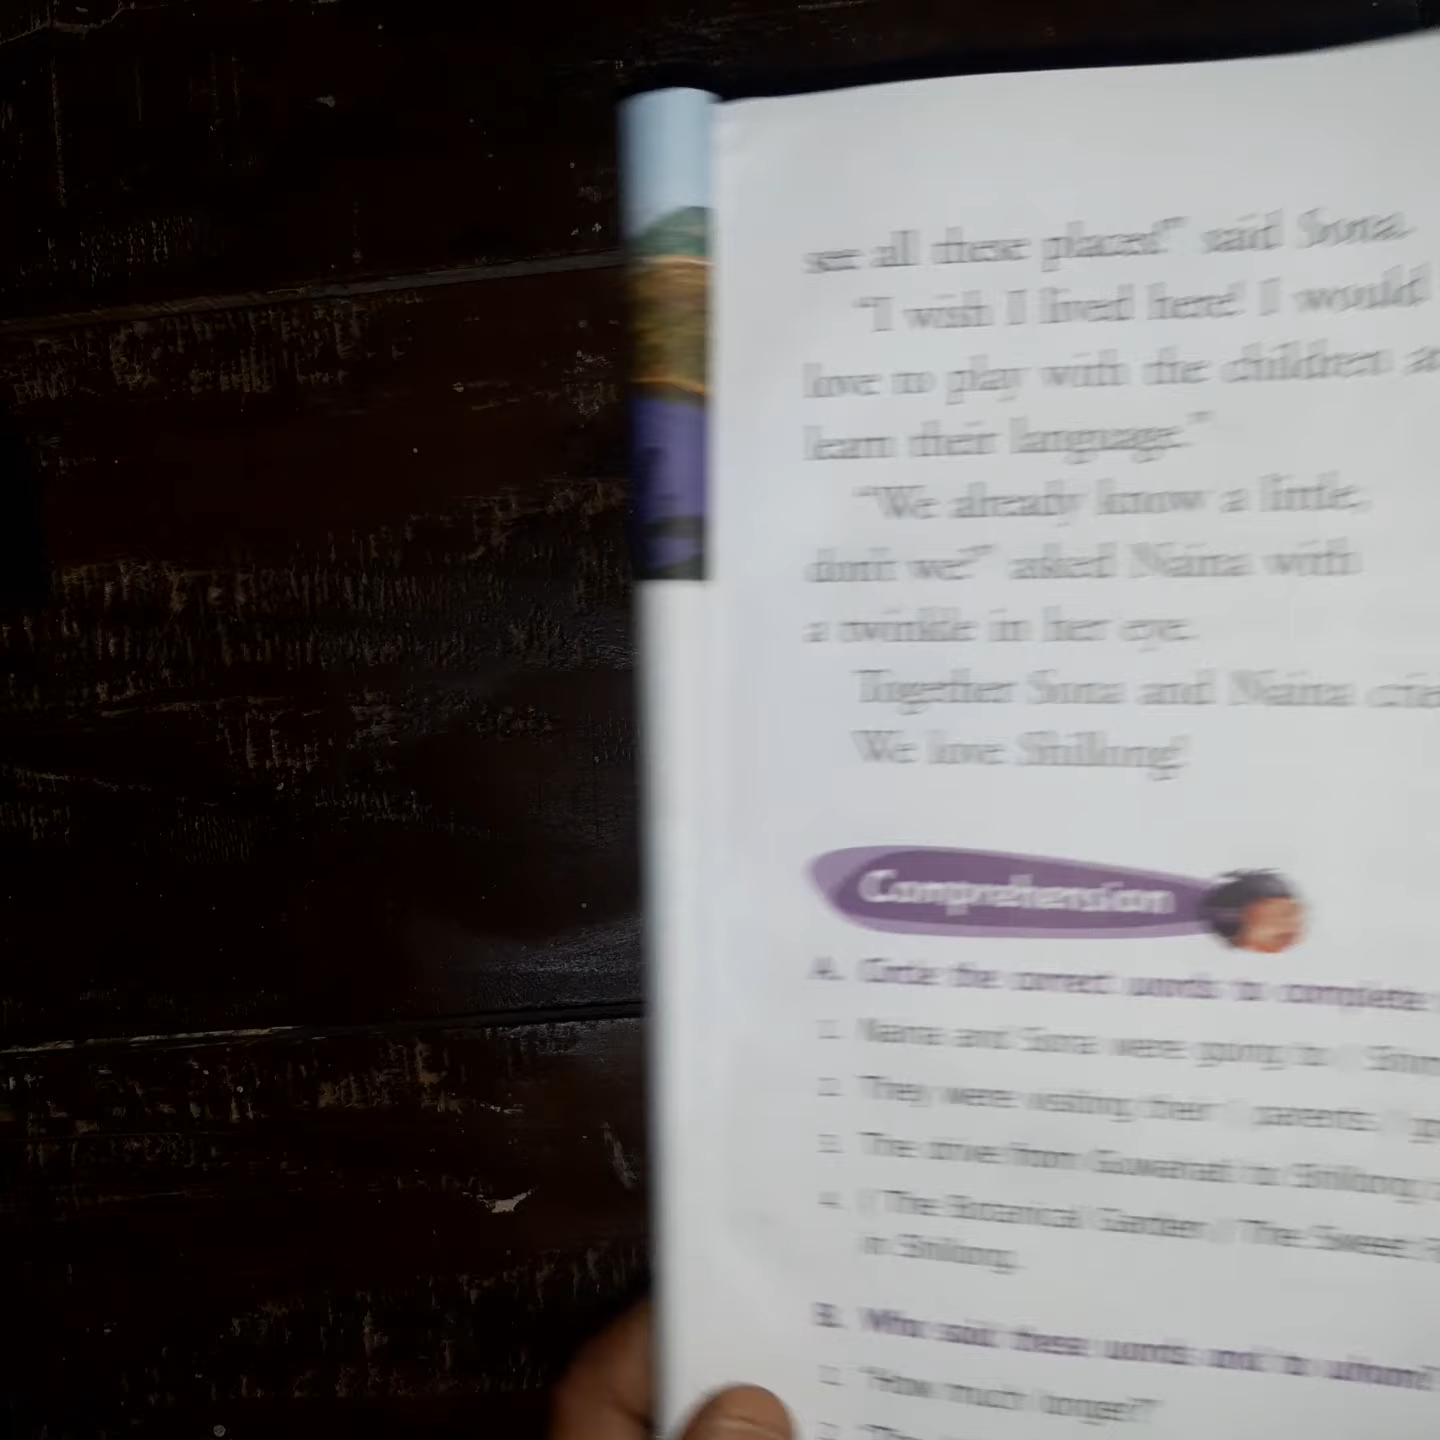 see all these places!" said Sona.
"I wish I lived here! I would
love to play with the children
learn their language."
"We already know a little,
don't we?" asked Naina with
a twinkle in her eye.
Together Sona and Naina
We love Shillong!
Comprehension
A. Circle the correct words to complete
1. Naina and Sona were going to (
2. They were visiting their ( parents /
3. The drive from Guwahati to Shillong
4. ( The Botanical Garden / The Sweet
in Shillong.
B. Who said these words and to whom?
1. "How much longer?"
2.